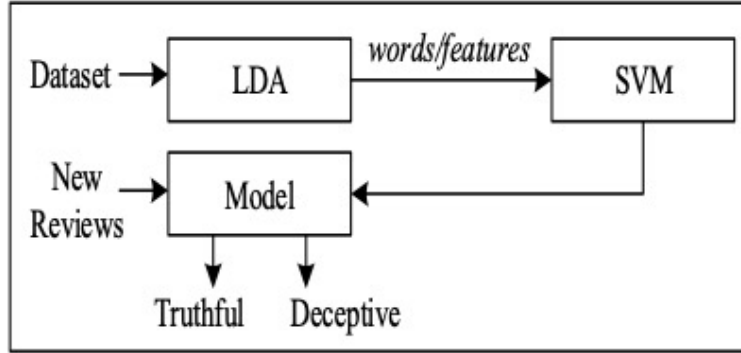 Dataset
LDA
words/features
SVM
New
Reviews
Model
Truthful
Deceptive